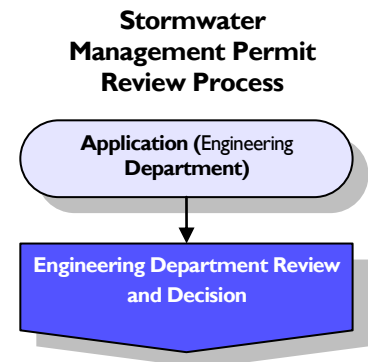 Stormwater
Management Permit
Review Process
Application (Engineering
Department)
Engineering Department Review
and Decision